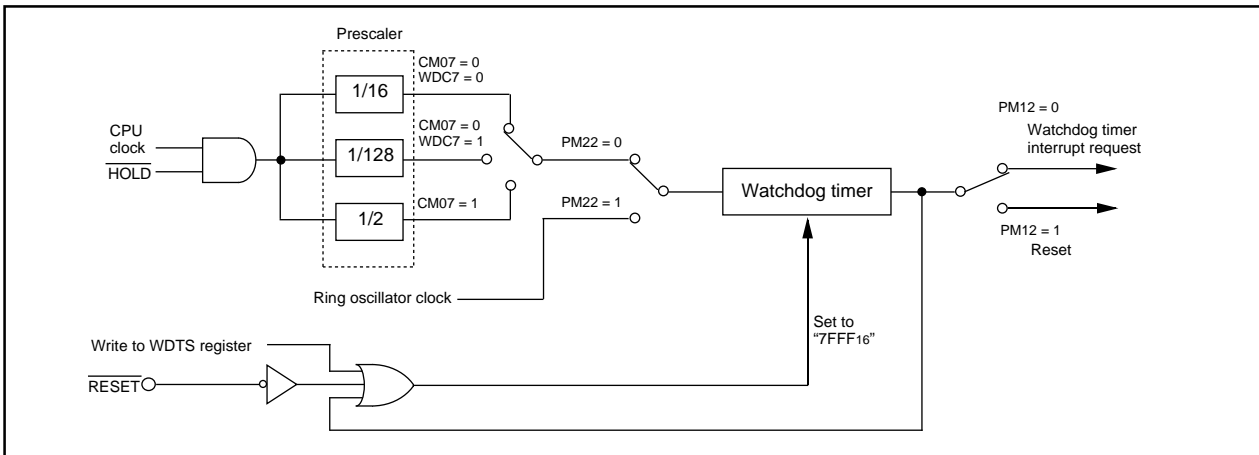 Prescaler
CM07 = 0
WDC7 = 0
1/16
PM12 = 0
Watchdog timer
interrupt request
CPU
clock
HOLD
CM07 = 0
WDC7 = 1
1/128
PM22 = 0
Watchdog timer
CM07 = 1
1/2
PM22 = 1
PM12 = 1
Reset
Ring oscillator clock
Set to
“7FFF16”
Write to WDTS register
RESET